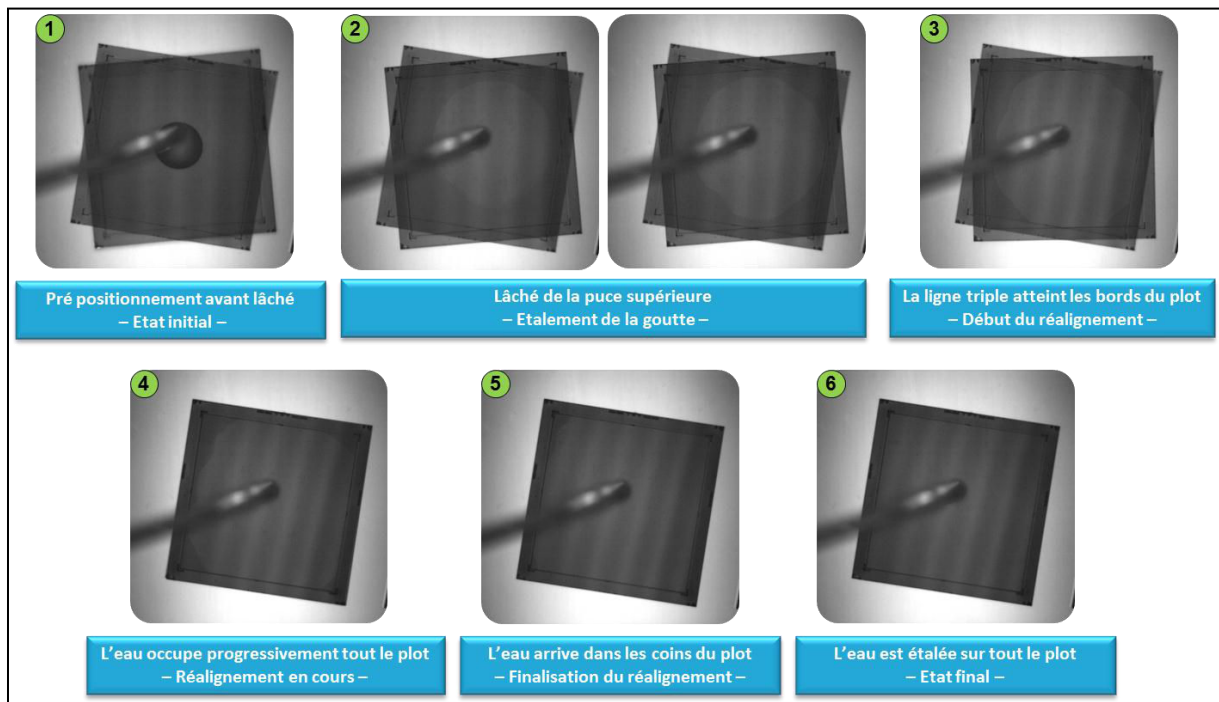 1
2
3
Pré positionnement avant lâché
– Etat initial –
Lâché de la puce supérieure
– Etalement de la goutte –
La ligne triple atteint les bords du plot
– Début du réalignement –
4
5
6
L'eau occupe progressivement tout le plot
– Réalignement en cours –
L'eau arrive dans les coins du plot
– Finalisation du réalignement –
L'eau est étalée sur tout le plot
– Etat final –